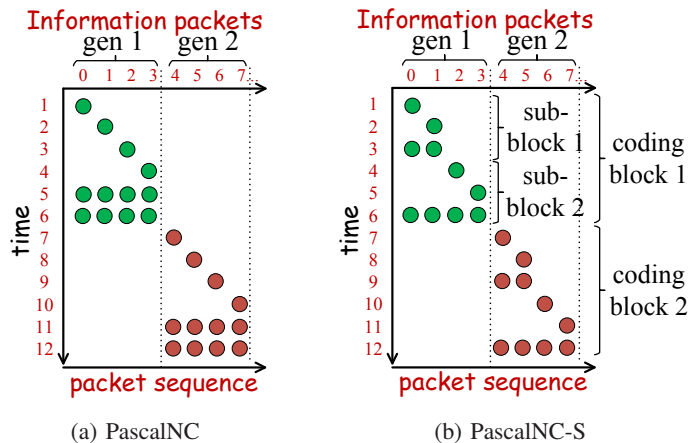 Information packets
gen 1 gen 2
0 1 2 3 4 5 6 7...
1
2
3
4
5
6
7
8
9
10
11
12
time
packet sequence
(a) PascalNC
Information packets
gen 1 gen 2
0 1 2 3 4 5 6 7...
1
2
3
4
5
6
7
8
9
10
11
12
time
sub-
block 1
sub-
block 2
coding
block 1
coding
block 2
packet sequence
(b) PascalNC-S